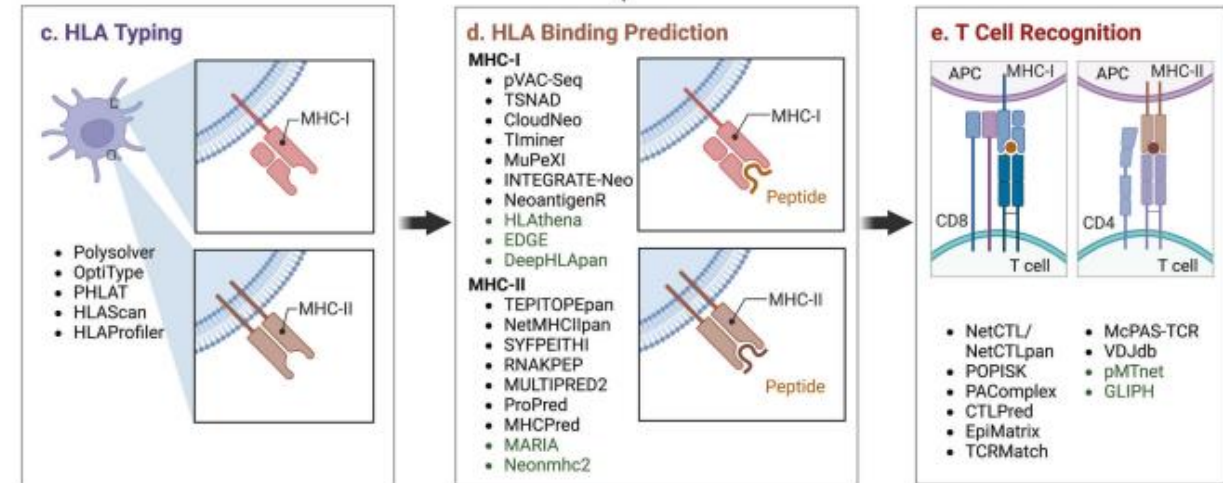 c. HLA Typing
MHC-I
MHC-II
• Polysolver
• OptiType
• PHLAT
• HLAScan
• HLAProfiler
d. HLA Binding Prediction
MHC-I
• pVAC-Seq
• TSNAD
• CloudNeo
• TIminer
• MuPeXI
• INTEGRATE-Neo
• NeoantigenR
• HLAthena
• EDGE
• DeepHLApan
MHC-I
Peptide
MHC-II
• TEPITOPEpan
• NetMHCIIpan
• SYFPEITHI
• RNAKPEP
• MULTIPRED2
• ProPred
• MHCPred
• MARIA
• Neonmhc2
MHC-II
Peptide
e. T Cell Recognition
APC MHC-I
CD8
T cell
APC MHC-II
CD4
T cell
• NetCTL/
NetCTLpan
• POPISK
• PAComplex
• CTLPred
• EpiMatrix
• TCRMatch
• McPAS-TCR
• VDJdb
• pMTnet
• GLIPH